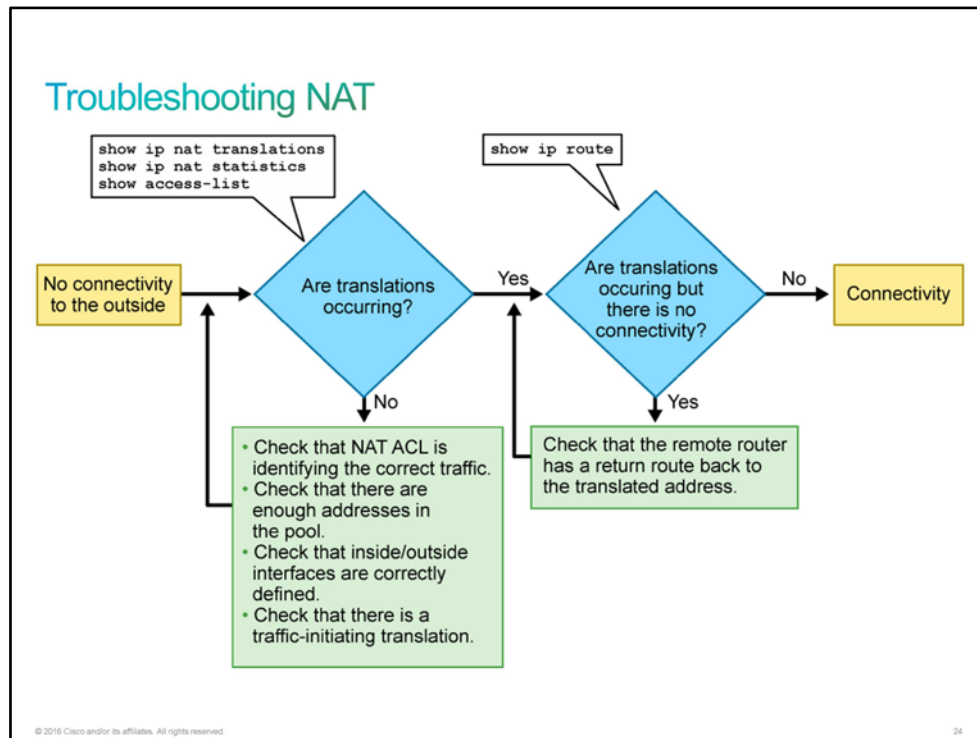 Troubleshooting NAT
show ip nat translations
show ip nat statistics
show access-list
show ip route
No connectivity
to the outside
Are translations
occurring?
Yes
Are translations
occuring but
there is no
connectivity?
No
Connectivity
No
• Check that NAT ACL is
identifying the correct traffic.
• Check that there are
enough addresses in
the pool.
• Check that inside/outside
interfaces are correctly
defined.
• Check that there is a
traffic-initiating translation.
Yes
Check that the remote router
has a return route back to
the translated address.
© 2016 Cisco and/or its affiliates. All rights reserved.
24